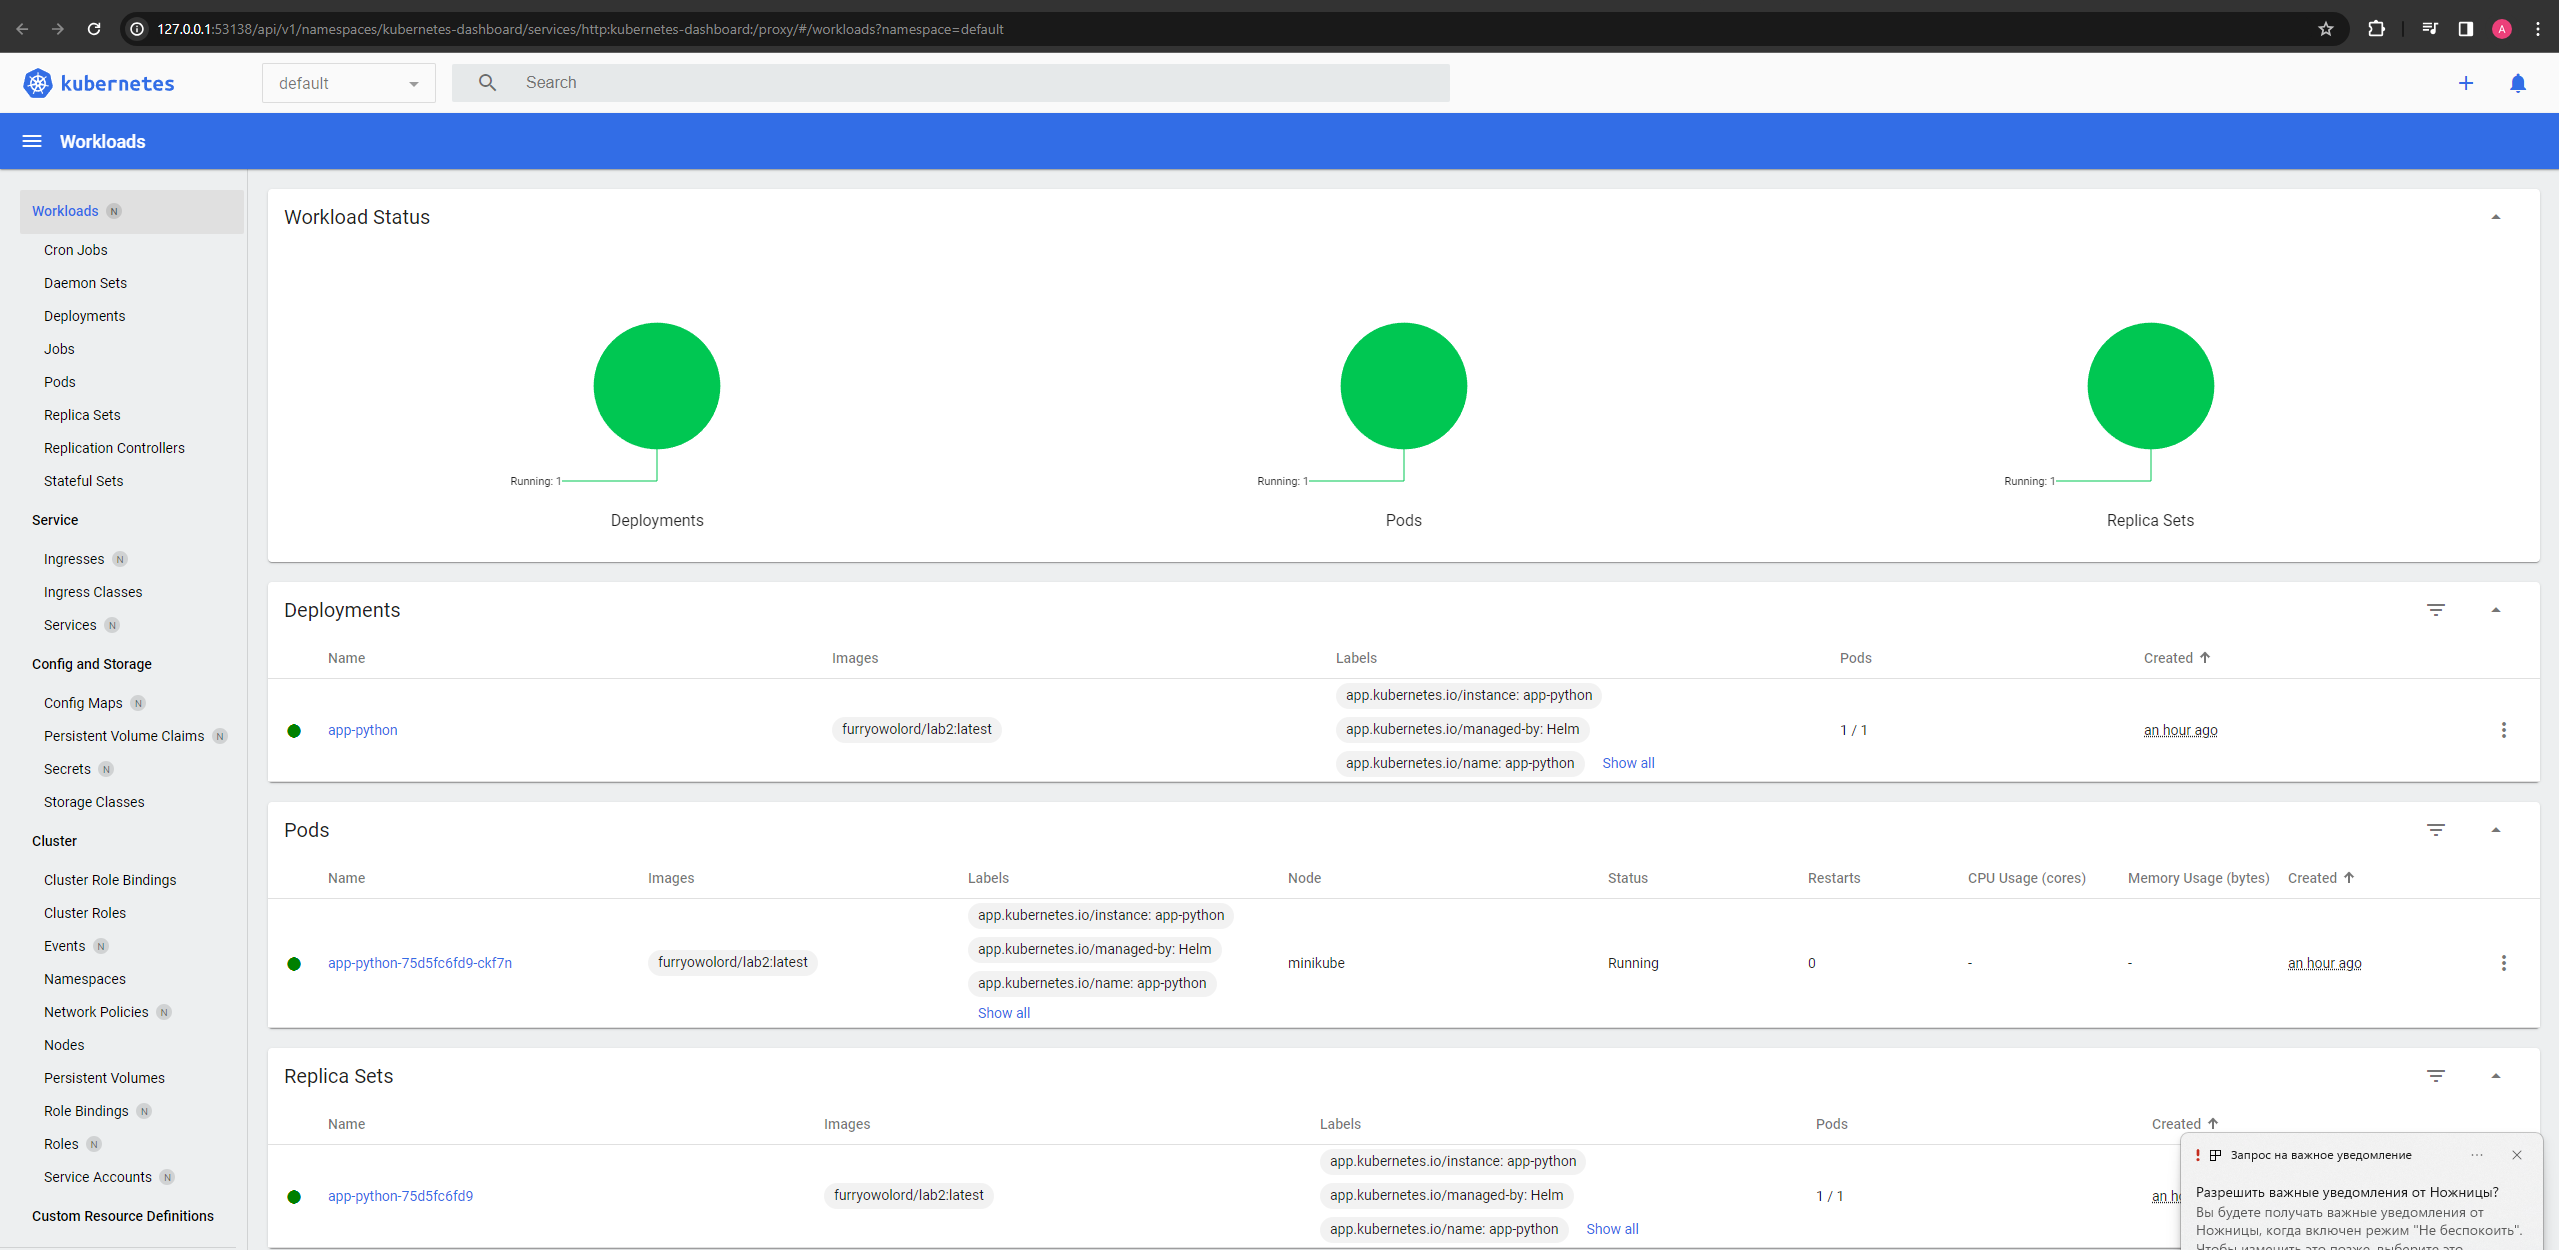 127.0.0.1:53138/api/v1/namespaces/kubernetes-dashboard/services/http:kubernetes-dashboard:/proxy/#/workloads?namespace=default
A
kubernetes
default
Search
Workloads
Workloads N
Cron Jobs
Daemon Sets
Deployments
Jobs
Pods
Replica Sets
Replication Controllers
Stateful Sets
Service
Ingresses N
Ingress Classes
Services N
Config and Storage
Config Maps N
Persistent Volume Claims N
Secrets N
Storage Classes
Cluster
Cluster Role Bindings
Cluster Roles
Events N
Namespaces
Network Policies N
Nodes
Persistent Volumes
Role Bindings N
Roles N
Service Accounts N
Custom Resource Definitions
Workload Status
Running: 1
Deployments
Running: 1
Pods
Running: 1
Replica Sets
Deployments
Name Images Labels Pods Created
app-python furryowolord/lab2:latest 1 / 1 an hour ago
app.kubernetes.io/instance: app-python
app.kubernetes.io/managed-by: Helm
app.kubernetes.io/name: app-python Show all
Pods
Name Images Labels Node Status Restarts CPU Usage (cores) Memory Usage (bytes) Created
app-python-75d5fc6fd9-ckf7n furryowolord/lab2:latest minikube Running 0 - - an hour ago
app.kubernetes.io/instance: app-python
app.kubernetes.io/managed-by: Helm
app.kubernetes.io/name: app-python
Show all
Replica Sets
Name Images Labels Pods Created
app-python-75d5fc6fd9 furryowolord/lab2:latest 1 / 1 an
app.kubernetes.io/instance: app-python
app.kubernetes.io/managed-by: Helm
app.kubernetes.io/name: app-python Show all
Запрос на важное уведомление
Разрешить важные уведомления от Ножницы?
Вы будете получать важные уведомления от
Ножницы, когда включен режим "Не беспокоить".